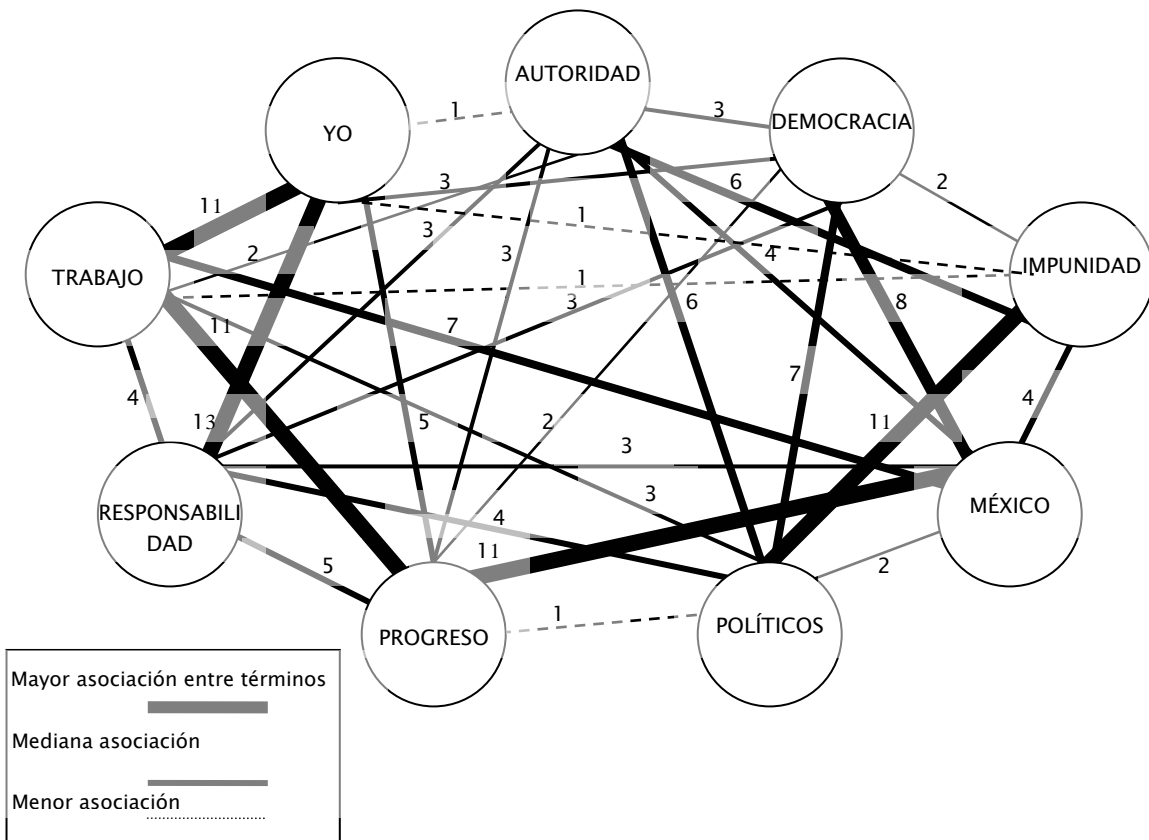 AUTORIDAD
YO
1
3
DEMOCRACIA
3
6
2
11
1
3
2
3
4
IMPUNIDAD
TRABAJO
1
3
6
8
11
7
7
4
13
5
2
11
4
3
3
RESPONSABILI
DAD
MÉXICO
4
11
5
2
1
PROGRESO
POLÍTICOS
Mayor asociación entre términos
Mediana asociación
Menor asociación